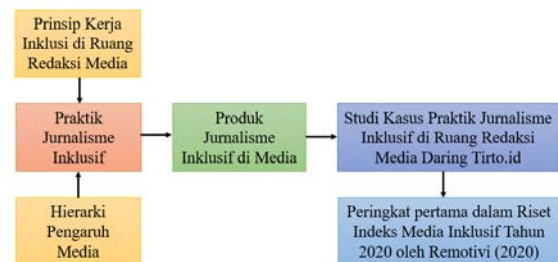 Prinsip Kerja
Inklusi di Ruang
Redaksi Media
Praktik
Jurnalisme
Inklusif
Produk
Jurnalisme
Inklusif di Media
Studi Kasus Praktik Jurnalisme
Inklusif di Ruang Redaksi
Media Daring Tirto.id
Hierarki
Pengaruh
Media
Peringkat pertama dalam Riset
Indeks Media Inklusif Tahun
2020 oleh Remotivi (2020)